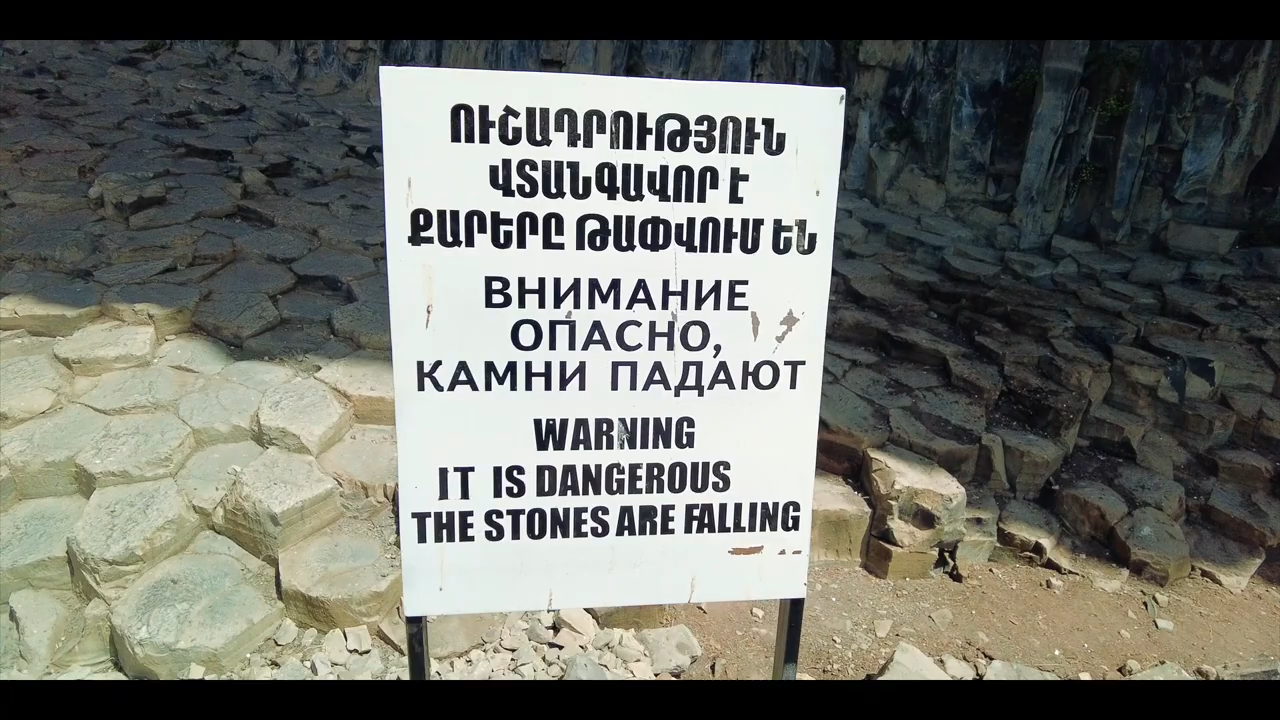 ՈՒՇԱԴՐՈՒԹՅՈՒՆ
ՎՏԱՆԳԱՎՈՐ Է
ՔԱՐԵՐԸ ԹԱՓՎՈՒՄ ԵՆ
ВНИМАНИЕ
ОПАСНО,
КАМНИ ПАДАЮТ
WARNING
IT IS DANGEROUS
THE STONES ARE FALLING